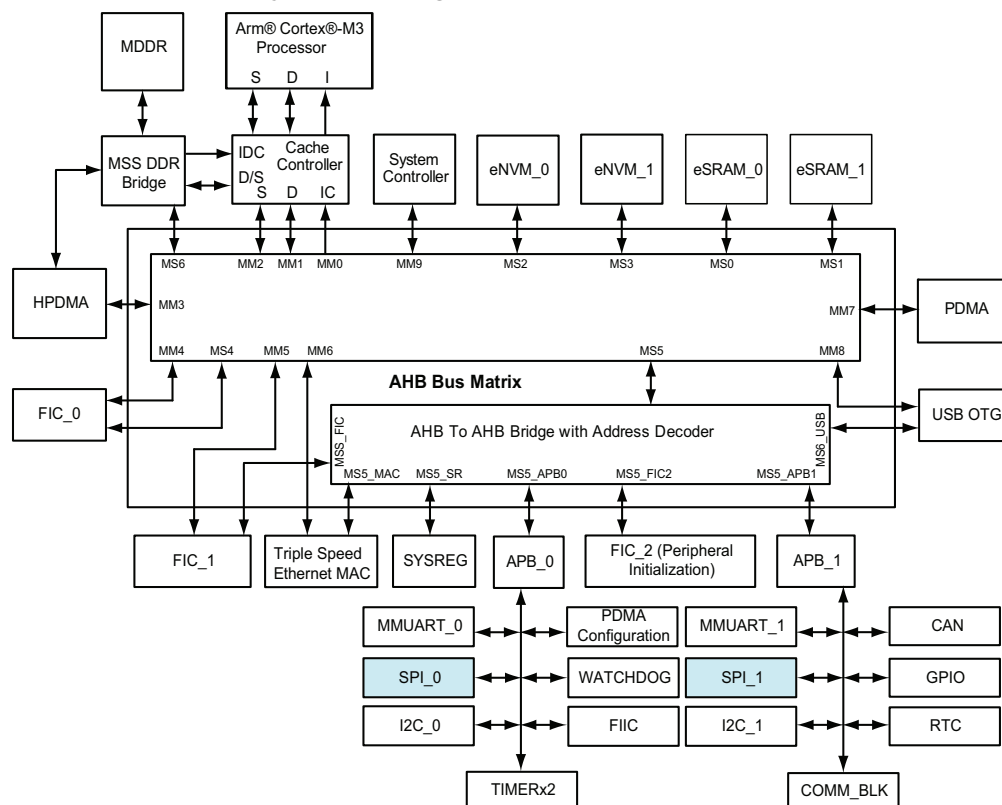 Arm® Cortex®-M3
Processor
S D I
MDDR
MSS DDR
Bridge
IDC
Cache
Controller
D/S
S D IC
System
Controller
eNVM_0
eNVM_1
eSRAM_0
eSRAM_1
MS6
MM2
MM1
MM0
MM9
MS2
MS3
MS0
MS1
HPDMA
MM3
MM7
PDMA
MM4
MS4
MM5
MM6
MS5
MM8
AHB Bus Matrix
FIC_0
USB OTG
MSS_FIC
AHB To AHB Bridge with Address Decoder
MS6_USB
MS5_MAC
MS5_SR
MS5_APB0
MS5_FIC2
MS5_APB1
FIC_1
Triple Speed
Ethernet MAC
SYSREG
APB_0
FIC_2 (Peripheral
Initialization)
APB_1
MMUART_0
PDMA
Configuration
MMUART_1
CAN
SPI_0
WATCHDOG
SPI_1
GPIO
I2C_0
FIIC
I2C_1
RTC
TIMERx2
COMM_BLK